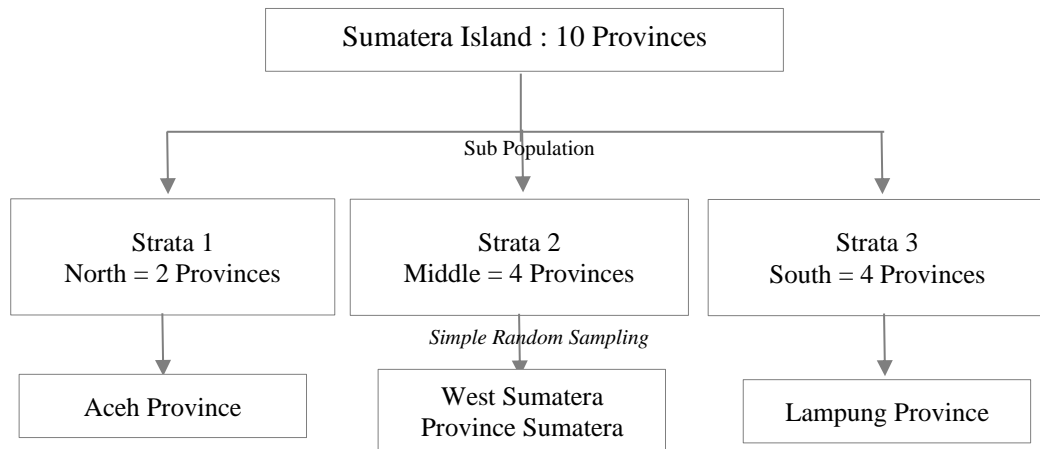 Sumatera Island : 10 Provinces
Sub Population
Strata 1
North = 2 Provinces
Strata 2
Middle = 4 Provinces
Strata 3
South = 4 Provinces
Simple Random Sampling
Aceh Province
West Sumatera
Province Sumatera
Lampung Province